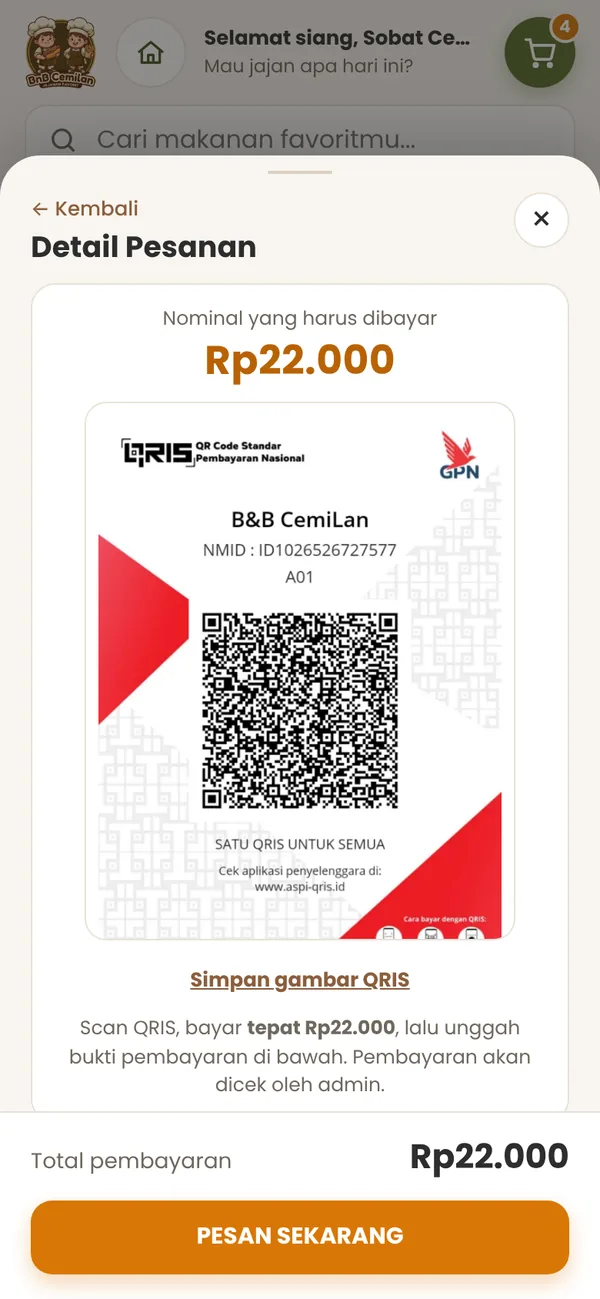 BnB CemiLan
Selamat siang, Sobat Ce...
Mau jajan apa hari ini?
4
Cari makanan favoritmu...
← Kembali
Detail Pesanan
×
Nominal yang harus dibayar
Rp22.000
QRIS QR Code Standar
Pembayaran Nasional
GPN
B&B CemiLan
NMID : ID1026526727577
A01
SATU QRIS UNTUK SEMUA
Cek aplikasi penyelenggara di:
www.aspi-qris.id
Cara bayar dengan QRIS:
Simpan gambar QRIS
Scan QRIS, bayar tepat Rp22.000, lalu unggah
bukti pembayaran di bawah. Pembayaran akan
dicek oleh admin.
Total pembayaran
Rp22.000
PESAN SEKARANG